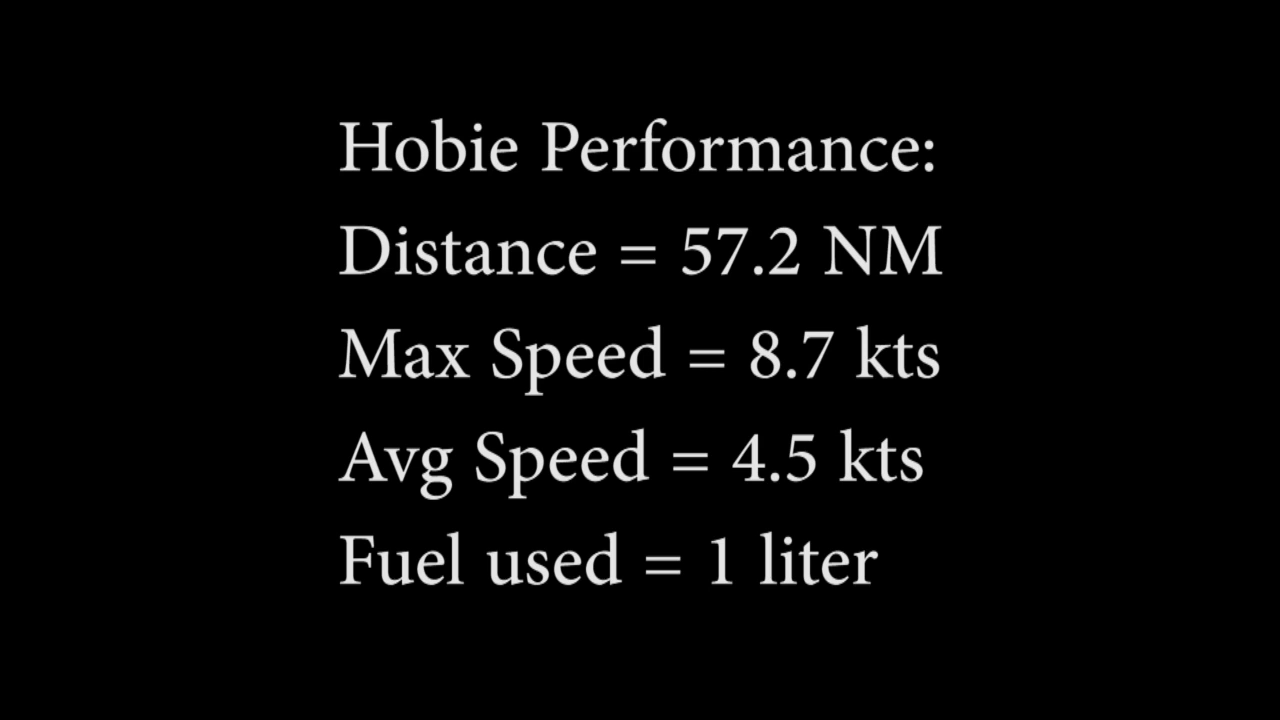 Hobie Performance:
Distance = 57.2 NM
Max Speed = 8.7 kts
Avg Speed = 4.5 kts
Fuel used = 1 liter